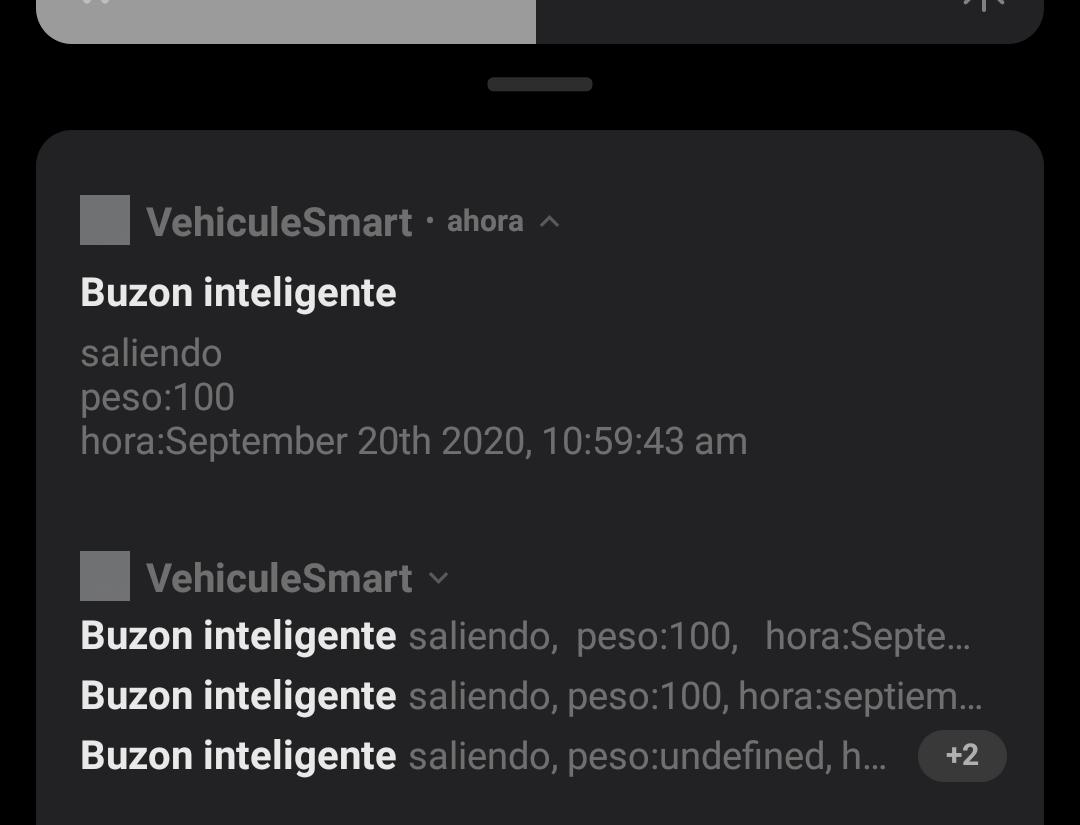 VehiculeSmart • ahora
Buzon inteligente
saliendo
peso:100
hora:September 20th 2020, 10:59:43 am
VehiculeSmart
Buzon inteligente saliendo,  peso:100,   hora:Septe...
Buzon inteligente saliendo, peso:100, hora:septiem...
Buzon inteligente saliendo, peso:undefined, h...
+2